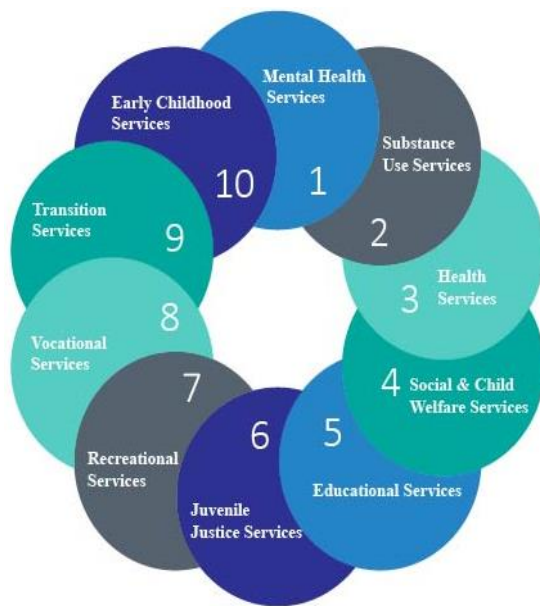 Mental Health
Services
1
Substance
Use Services
2
Health
Services
3
Social & Child
Welfare Services
4
Educational Services
5
Juvenile
Justice Services
6
Recreational
Services
7
Vocational
Services
8
Transition
Services
9
Early Childhood
Services
10